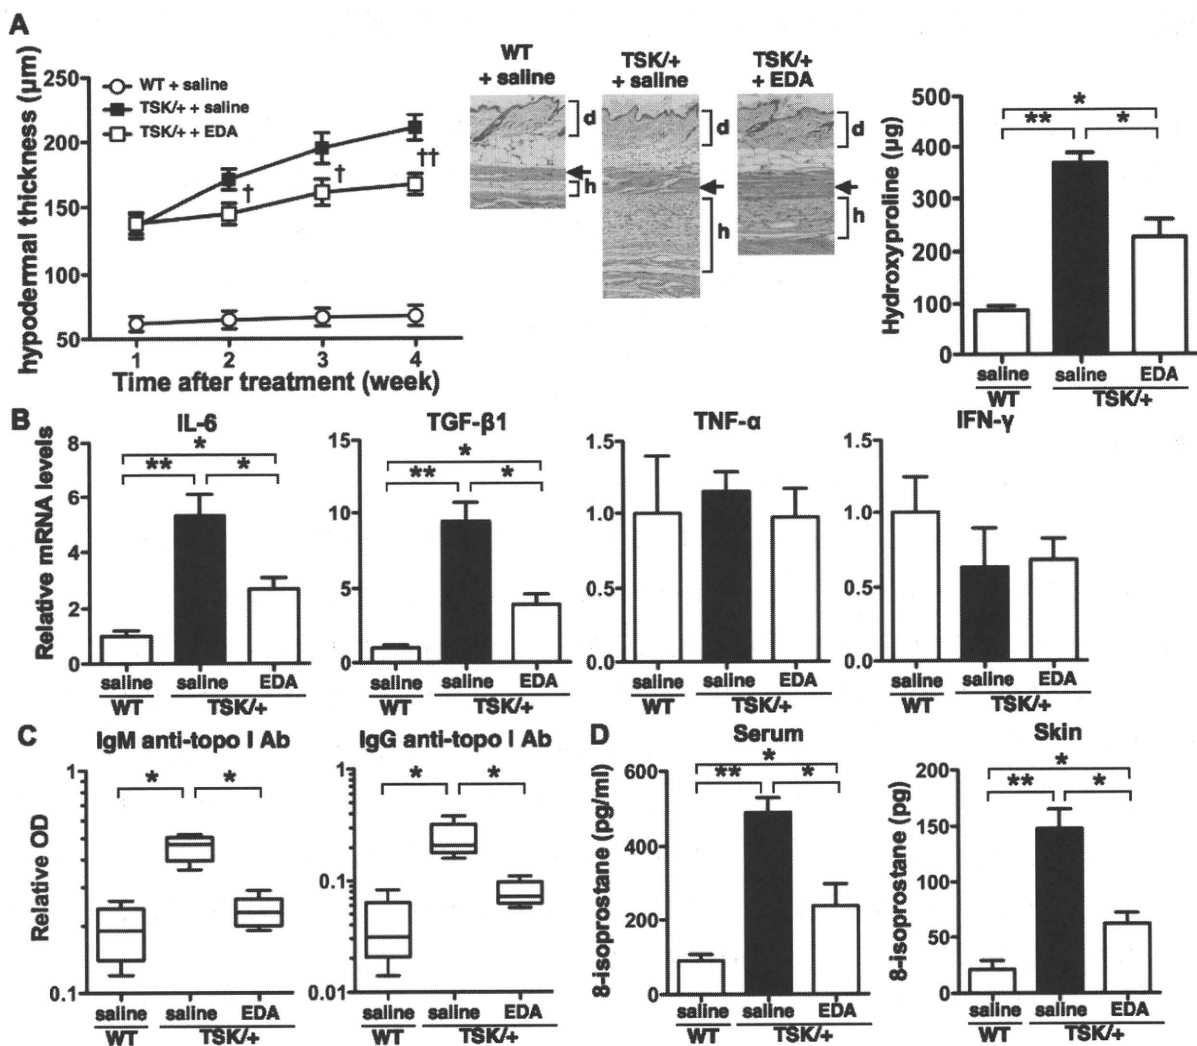 A
hypodermal thickness (µm)
250
200
150
100
50
WT + saline
TSK/+ + saline
TSK/+ + EDA
†
†
††
1 2 3 4
Time after treatment (week)
WT
+ saline
TSK/+
+ saline
TSK/+
+ EDA
d
h
d
h
d
h
Hydroxyproline (µg)
500
400
300
200
100
0
*
** *
saline saline EDA
WT TSK/+
B
Relative mRNA levels
IL-6
8
6
4
2
0
*
** *
saline saline EDA
WT TSK/+
TGF-β1
15
10
5
0
*
** *
saline saline EDA
WT TSK/+
TNF-α
1.5
1.0
0.5
0.0
saline saline EDA
WT TSK/+
IFN-γ
1.5
1.0
0.5
0.0
saline saline EDA
WT TSK/+
C
Relative OD
IgM anti-topo I Ab
1
0.1
* *
saline saline EDA
WT TSK/+
IgG anti-topo I Ab
1
0.1
0.01
* *
saline saline EDA
WT TSK/+
D
Serum
8-isoprostane (pg/ml)
600
400
200
0
*
** *
saline saline EDA
WT TSK/+
Skin
8-isoprostane (pg)
200
150
100
50
0
*
** *
saline saline EDA
WT TSK/+